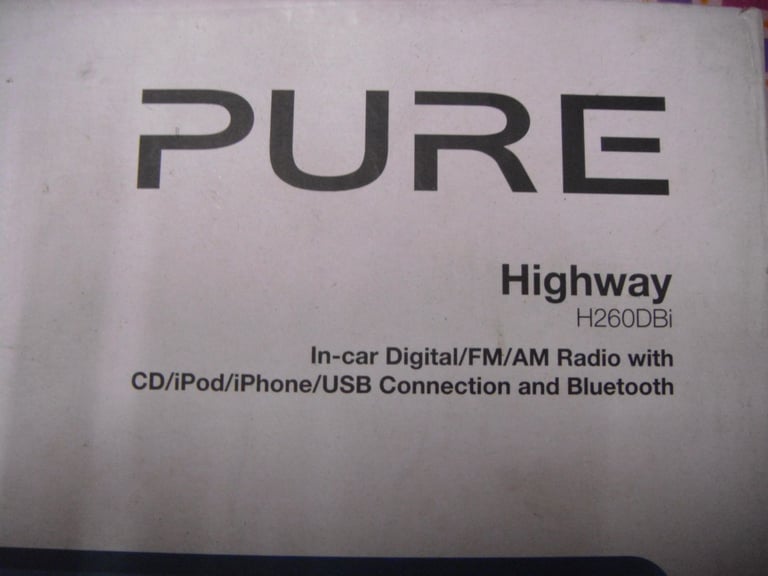 PURE
Highway
H260DBi
In-car Digital/FM/AM Radio with
CD/iPod/iPhone/USB Connection and Bluetooth